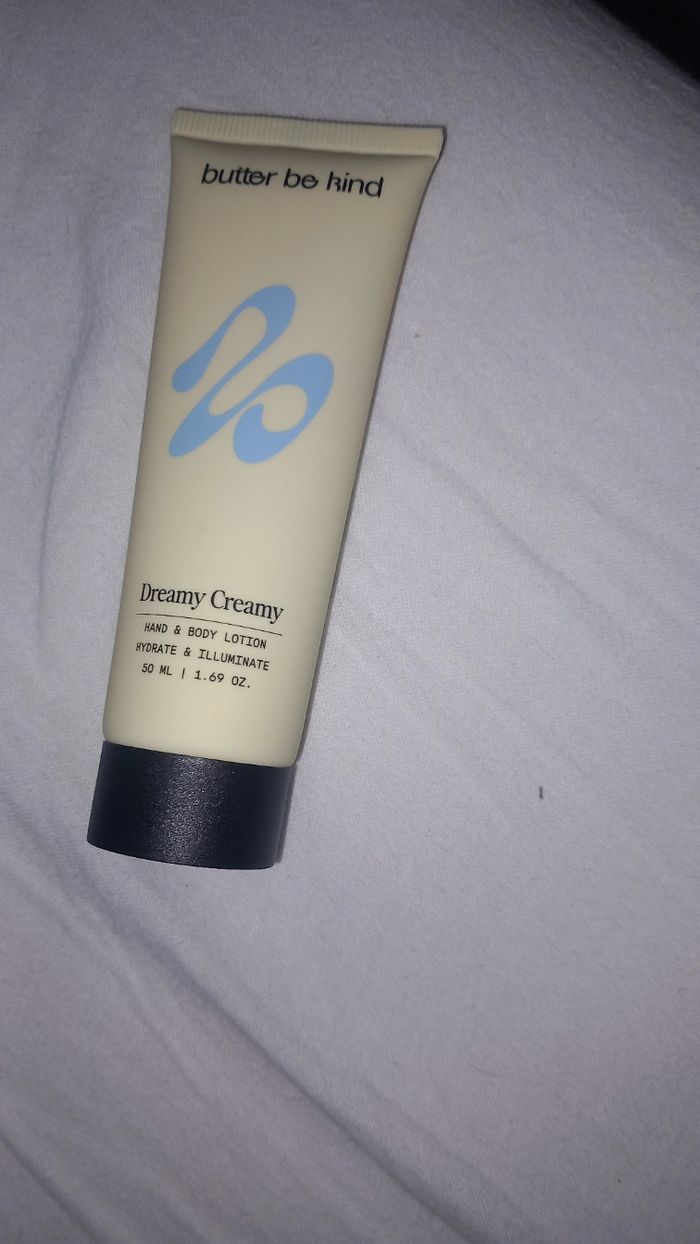 butter be kind
Dreamy Creamy
HAND & BODY LOTION
HYDRATE & ILLUMINATE
50 ML | 1.69 OZ.